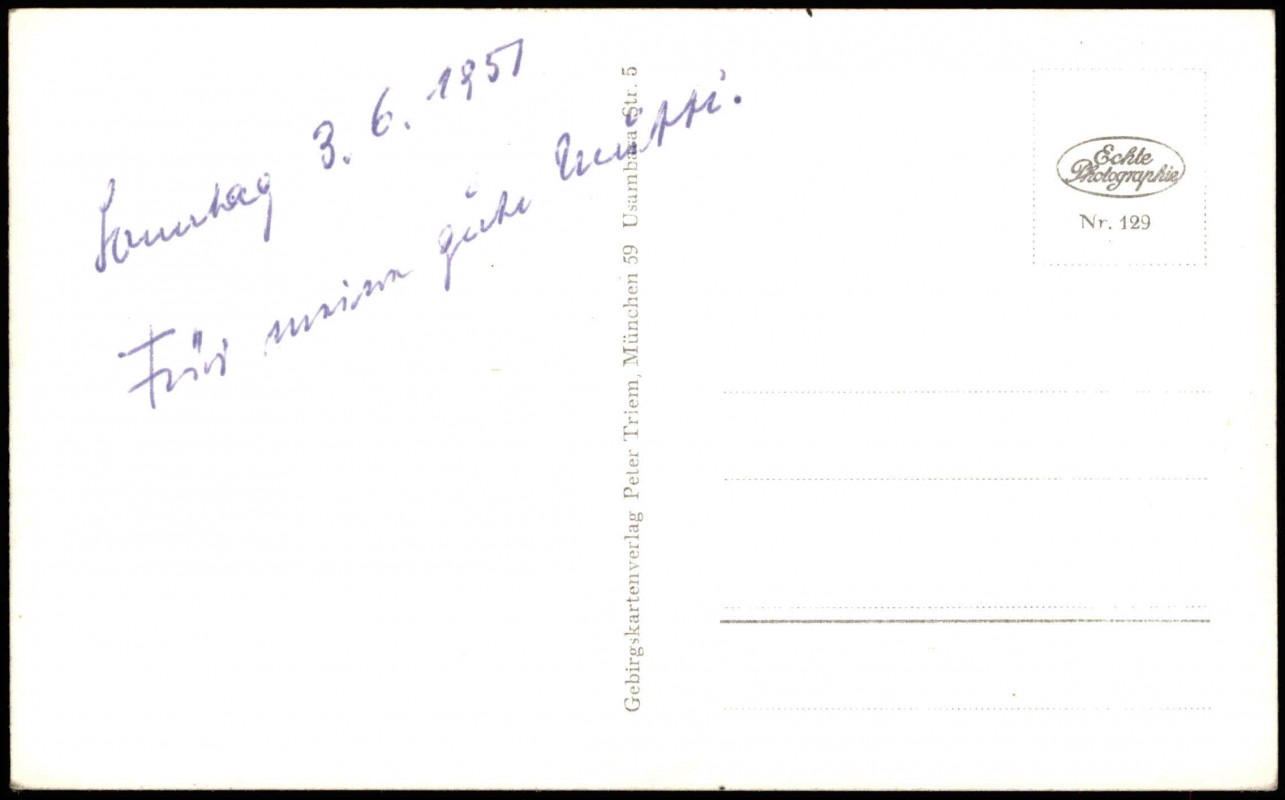 Sonntag 3. 6. 1951
Für meine gute Mutti.
Gebirgskartenverlag Peter Triem, München 59 Usambara Str. 5
Echte
Photographie
Nr. 129